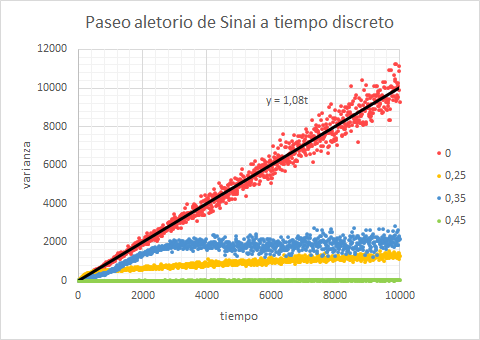 Paseo aletorio de Sinai a tiempo discreto
12000
10000
8000
6000
4000
2000
0
varianza
y = 1,08t
0
0,25
0,35
0,45
0 2000 4000 6000 8000 10000
tiempo